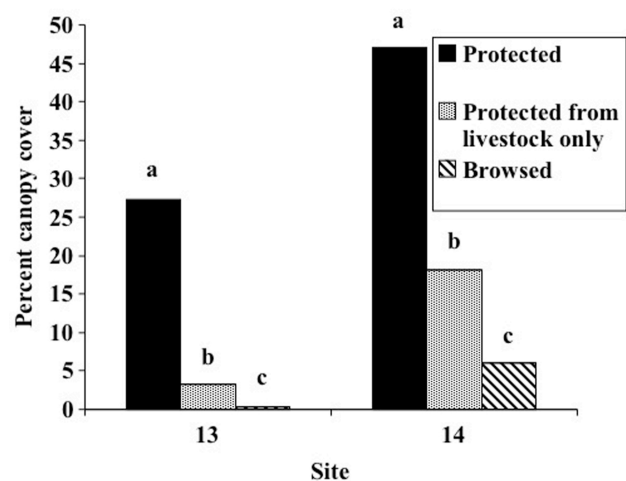 Percent canopy cover
50
45
40
35
30
25
20
15
10
5
0
a
b
c
a
b
c
13
14
Site
Protected
Protected from
livestock only
Browsed